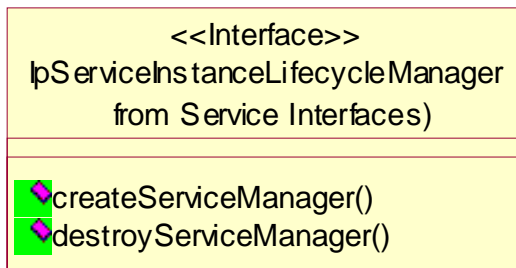 <<Interface>>
IpServiceInstanceLifecycleManager
from Service Interfaces)
createServiceManager()
destroyServiceManager()